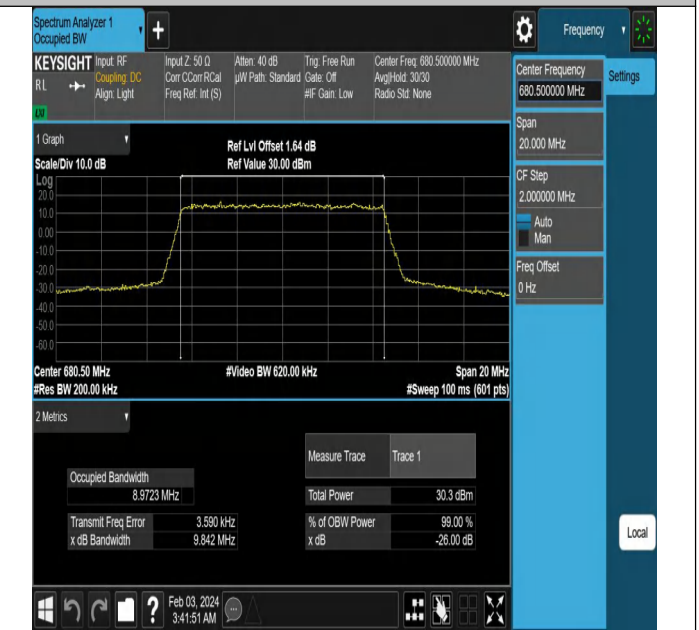 Spectrum Analyzer 1
Occupied BW
+
Frequency
KEYSIGHT
RL
Input: RF
Coupling: DC
Align: Light
Input Z: 50 Ω
Corr CCorr RCal
Freq Ref: Int (S)
Atten: 40 dB
µW Path: Standard
Trig: Free Run
Gate: Off
#IF Gain: Low
Center Freq: 680.500000 MHz
Avg|Hold: 30/30
Radio Std: None
Center Frequency
680.500000 MHz
Settings
Span
20.000 MHz
CF Step
2.000000 MHz
Auto
Man
Freq Offset
0 Hz
1 Graph
Scale/Div 10.0 dB
Ref Lvl Offset 1.64 dB
Ref Value 30.00 dBm
Log
20.0
10.0
0.00
-10.0
-20.0
-30.0
-40.0
-50.0
-60.0
Center 680.50 MHz
#Video BW 620.00 kHz
Span 20 MHz
#Res BW 200.00 kHz
#Sweep 100 ms (601 pts)
2 Metrics
Measure Trace Trace 1
Occupied Bandwidth
8.9723 MHz
Total Power 30.3 dBm
Transmit Freq Error 3.590 kHz
% of OBW Power 99.00 %
x dB Bandwidth 9.842 MHz
x dB -26.00 dB
Local
?
Feb 03, 2024
3:41:51 AM